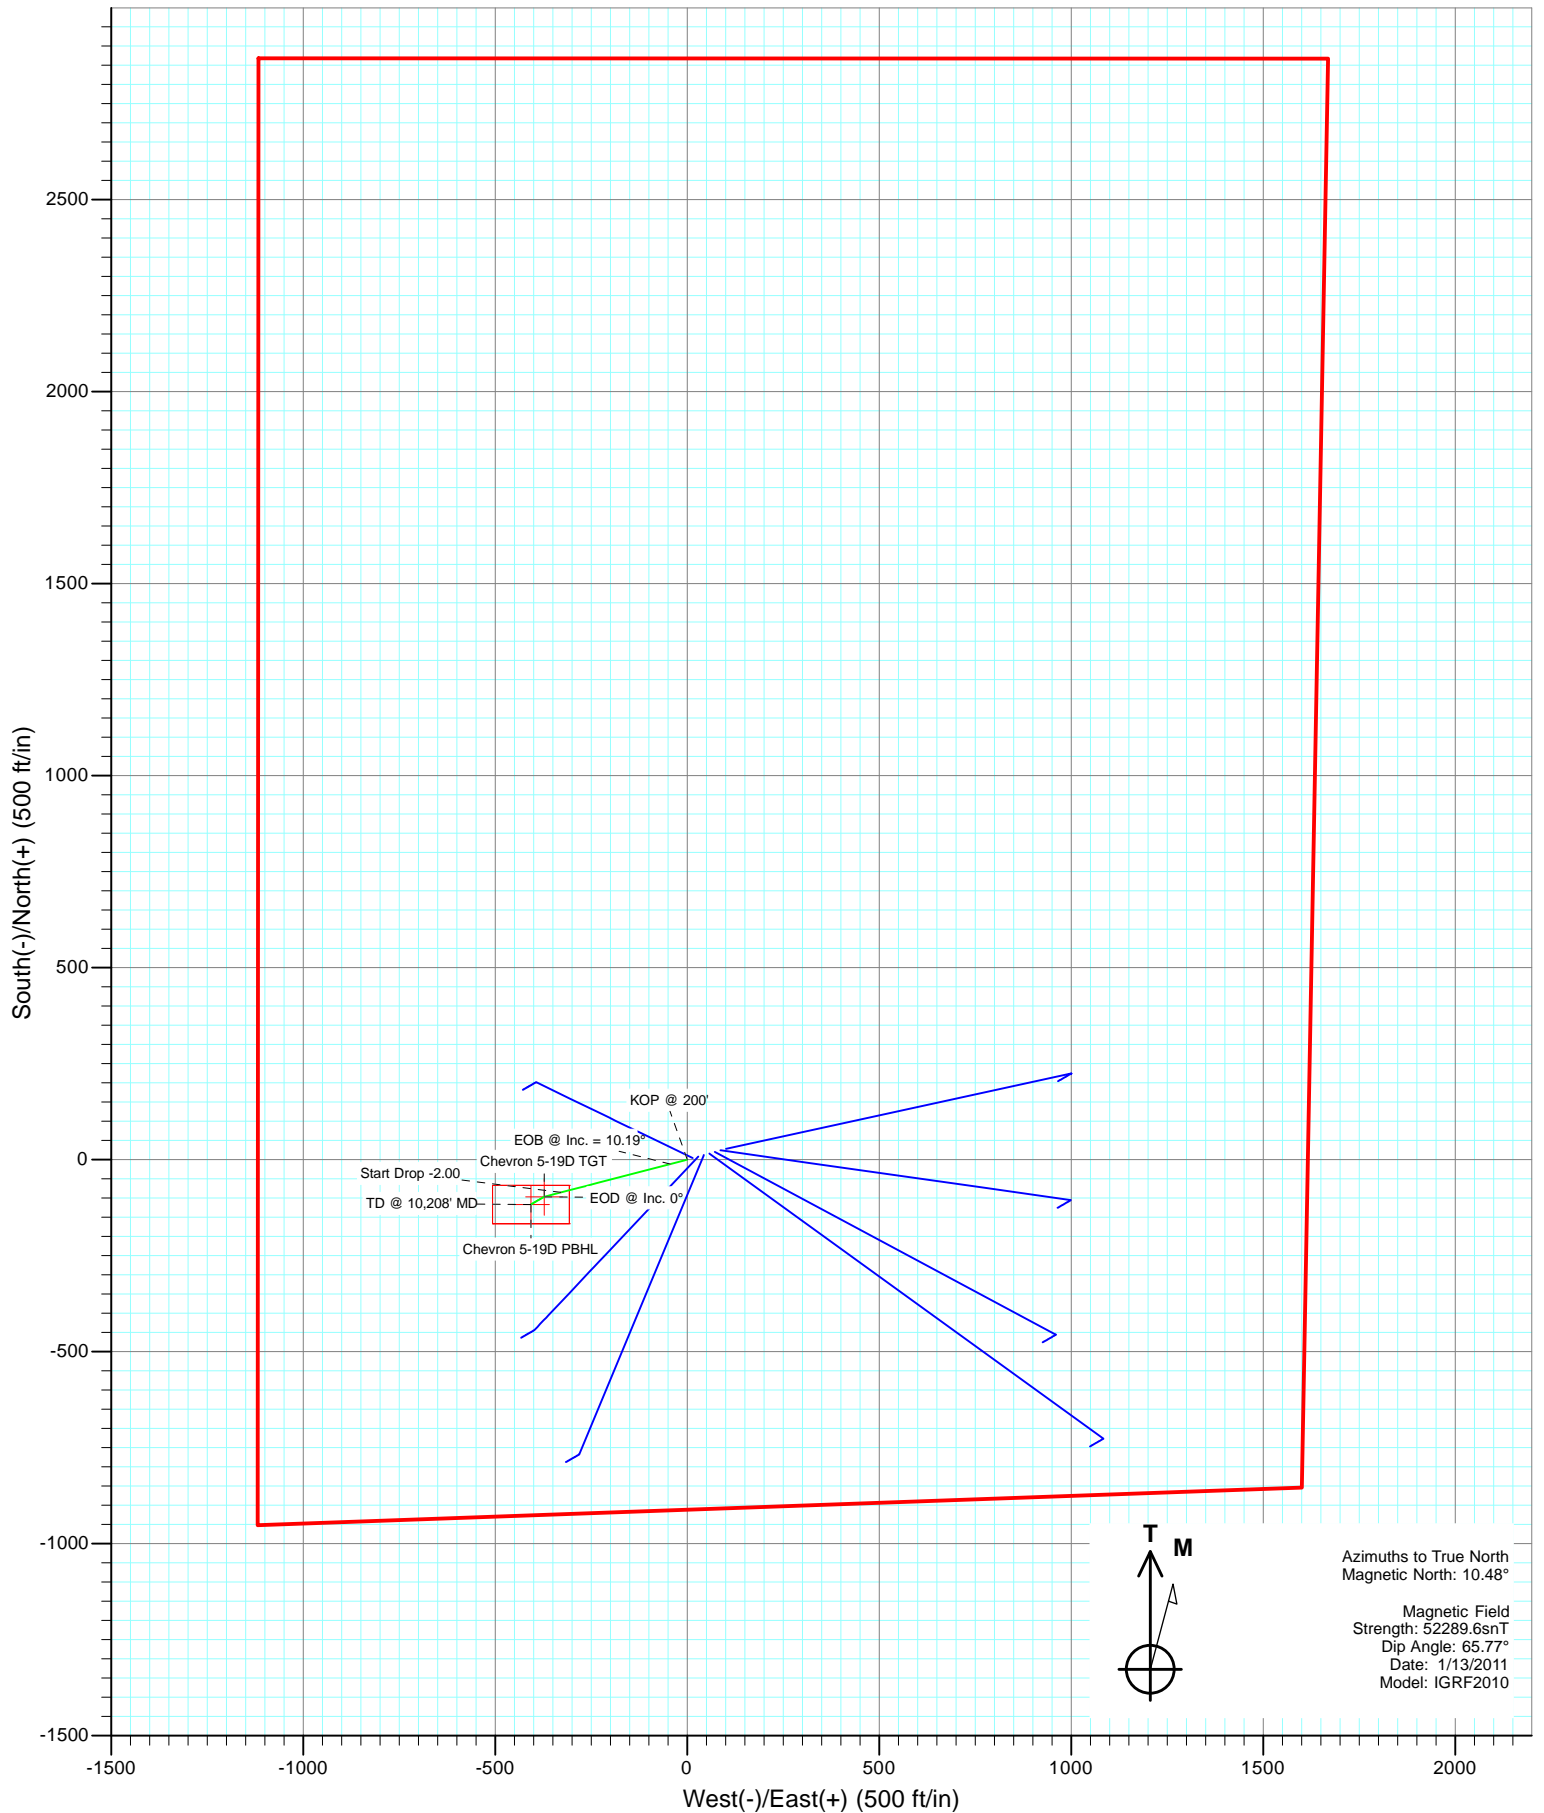 South(-)/North(+) (500 ft/in)
2500
2000
1500
1000
500
0
-500
-1000
-1500
KOP @ 200'
EOB @ Inc. = 10.19°
Chevron 5-19D TGT
Start Drop -2.00
EOD @ Inc. 0°
TD @ 10,208' MD
Chevron 5-19D PBHL
T
M
Azimuths to True North
Magnetic North: 10.48°
Magnetic Field
Strength: 52289.6snT
Dip Angle: 65.77°
Date: 1/13/2011
Model: IGRF2010
-1500
-1000
-500
0
500
1000
1500
2000
West(-)/East(+) (500 ft/in)